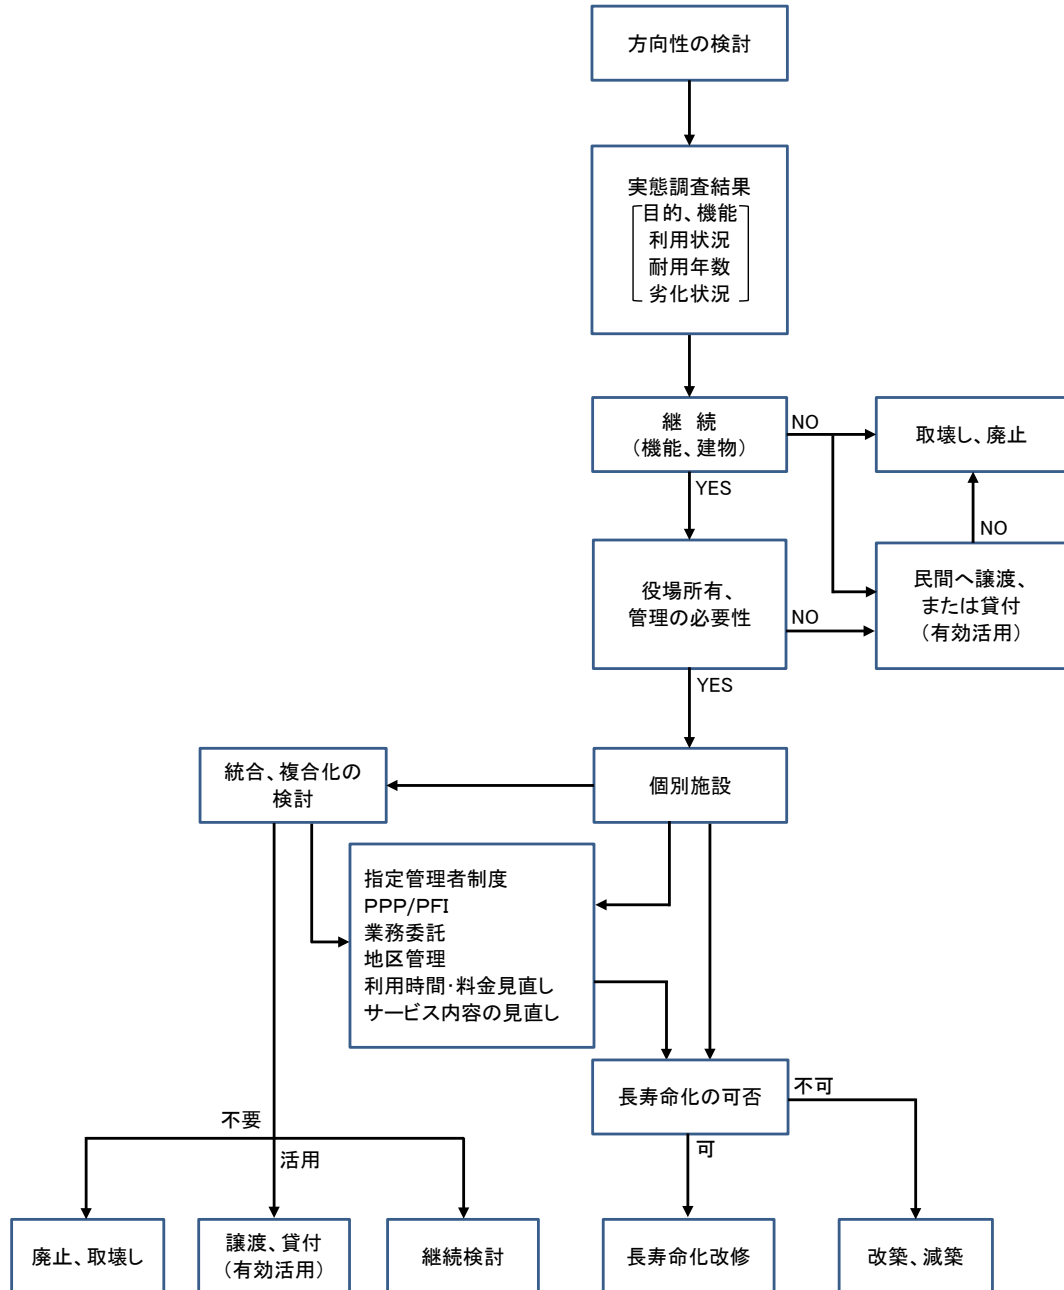 方向性の検討
実態調査結果
目的、機能
利用状況
耐用年数
劣化状況
継 続
(機能、建物)
NO
取壊し、廃止
YES
NO
役場所有、
管理の必要性
NO
民間へ譲渡、
または貸付
(有効活用)
YES
統合、複合化の
検討
個別施設
指定管理者制度
PPP/PFI
業務委託
地区管理
利用時間・料金見直し
サービス内容の見直し
長寿命化の可否
不可
不要
可
活用
廃止、取壊し
譲渡、貸付
(有効活用)
継続検討
長寿命化改修
改築、減築